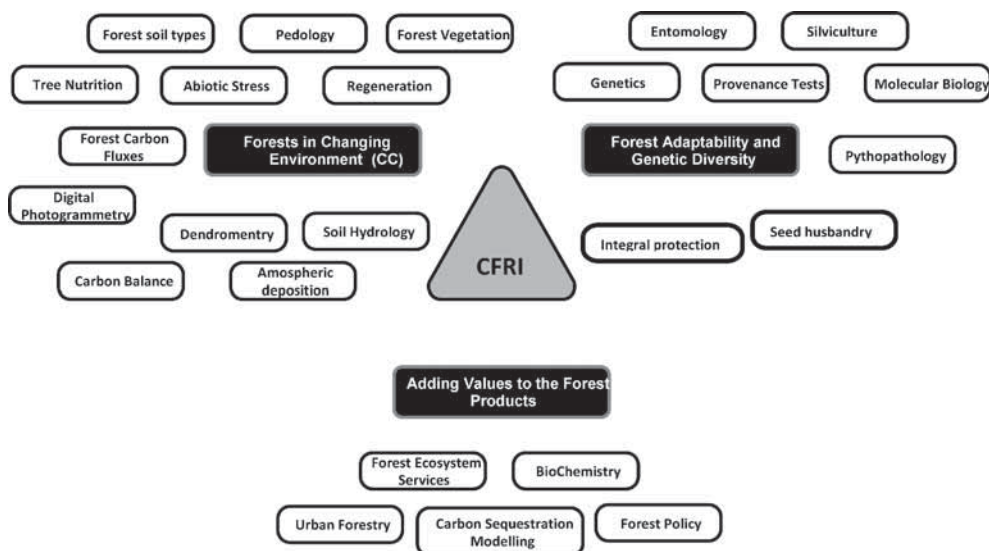 Forest soil types
Pedology
Forest Vegetation
Entomology
Silviculture
Tree Nutrition
Abiotic Stress
Regeneration
Genetics
Provenance Tests
Molecular Biology
Forest Carbon
Fluxes
Forests in Changing
Environment (CC)
Forest Adaptability and
Genetic Diversity
Pythopathology
Digital
Photogrammetry
Dendromentry
Soil Hydrology
Integral protection
Seed husbandry
Carbon Balance
Amospheric
deposition
CFRI
Adding Values to the Forest
Products
Forest Ecosystem
Services
BioChemistry
Urban Forestry
Carbon Sequestration
Modelling
Forest Policy